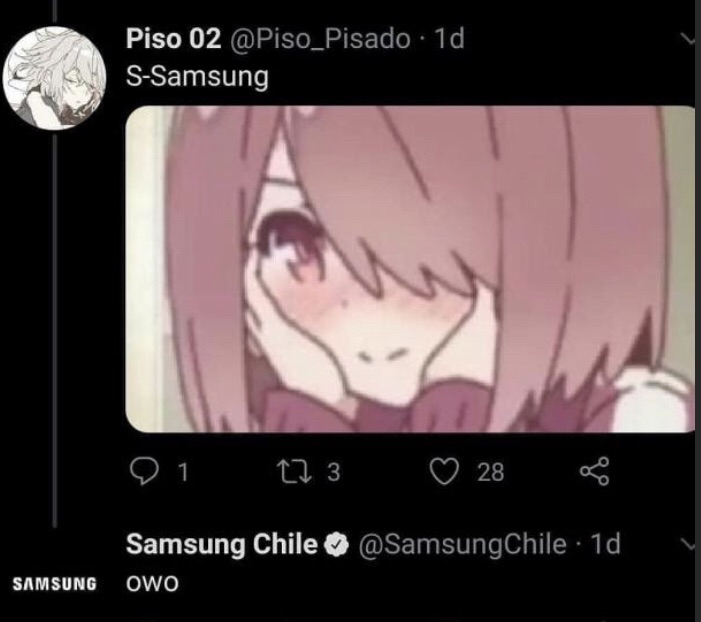 Piso 02 @Piso_Pisado · 1d
S-Samsung
1 3 28
Samsung Chile @SamsungChile · 1d
SAMSUNG owo